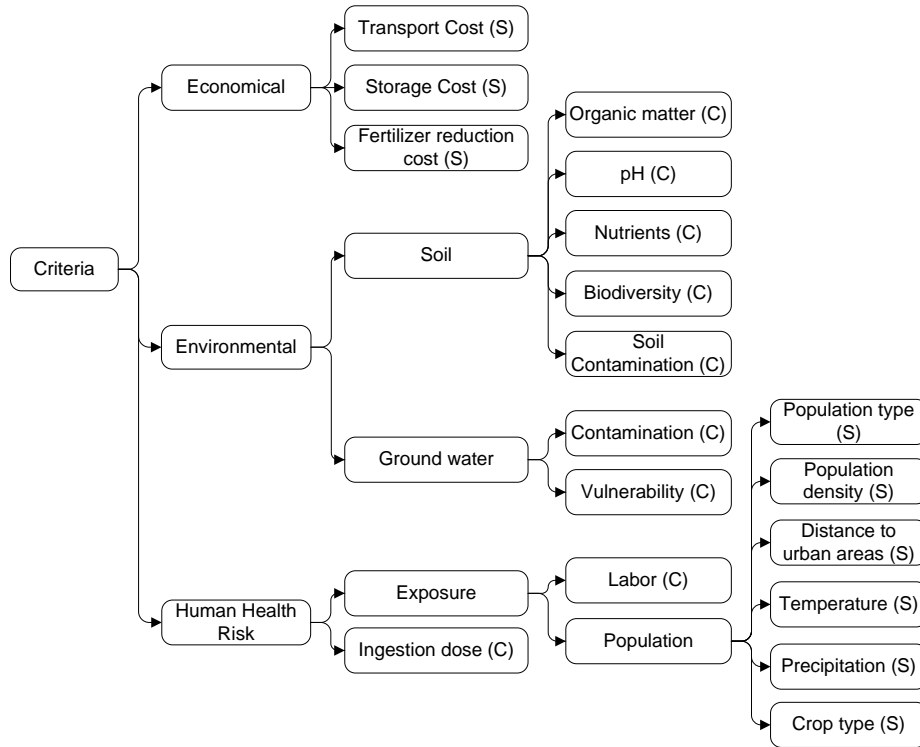 Criteria
Economical
Transport Cost (S)
Storage Cost (S)
Fertilizer reduction
cost (S)
Environmental
Soil
Organic matter (C)
pH (C)
Nutrients (C)
Biodiversity (C)
Soil
Contamination (C)
Ground water
Contamination (C)
Vulnerability (C)
Human Health
Risk
Exposure
Labor (C)
Population
Population type
(S)
Population
density (S)
Distance to
urban areas (S)
Temperature (S)
Precipitation (S)
Crop type (S)
Ingestion dose (C)